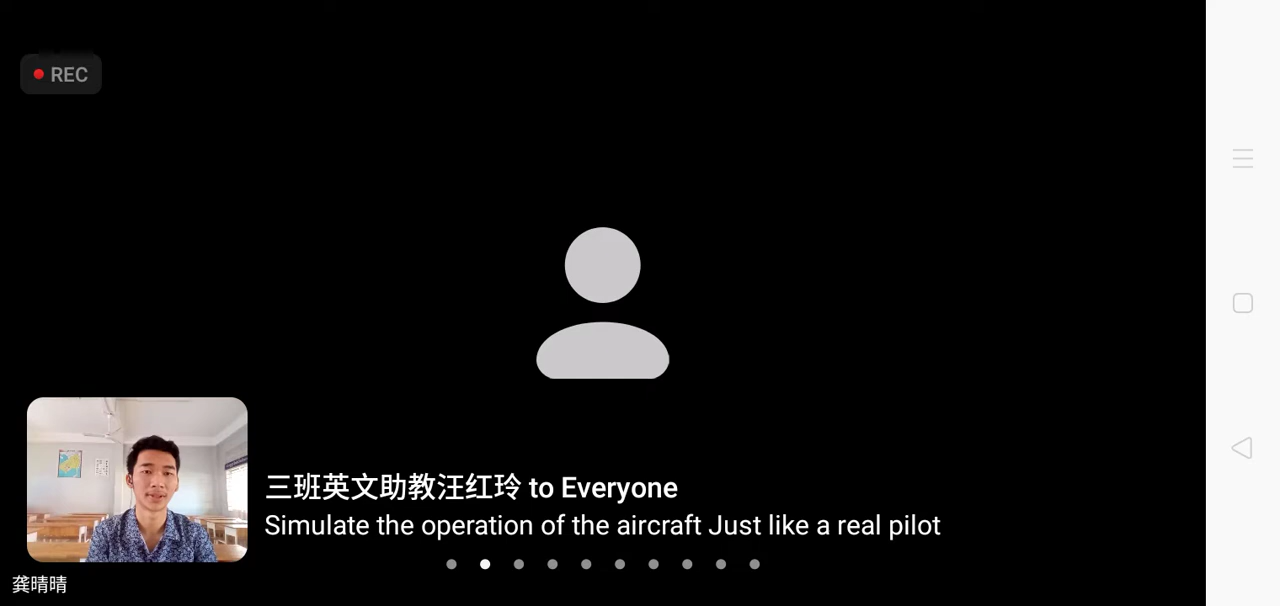 REC
三班英文助教汪红玲 to Everyone
Simulate the operation of the aircraft Just like a real pilot
龚晴晴